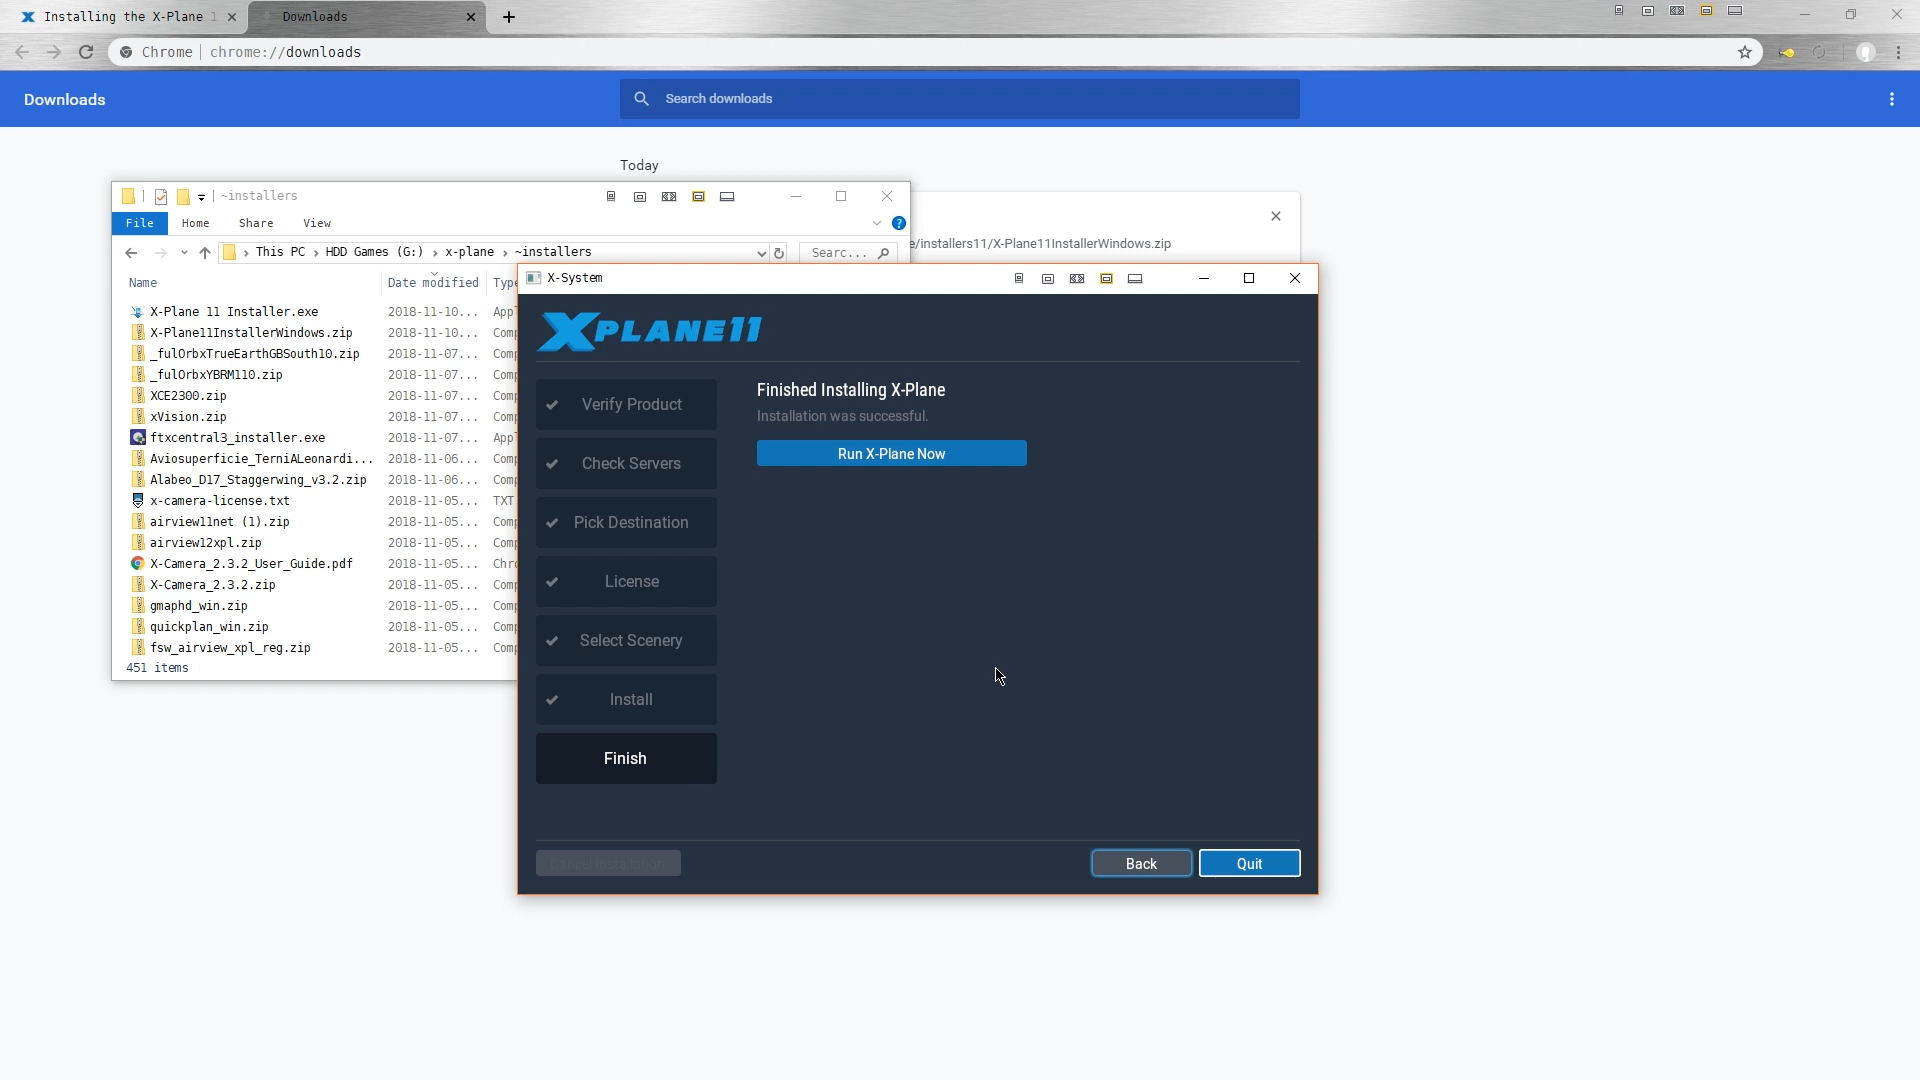 Installing the X-Plane 1
Downloads
Chrome
chrome://downloads
Downloads
Search downloads
Today
~installers
File
Home
Share
View
This PC > HDD Games (G:) > x-plane > ~installers
Searc...
e/installers11/X-Plane11InstallerWindows.zip
Name
Date modified
Type
X-Plane 11 Installer.exe 2018-11-10... Appl
X-Plane11InstallerWindows.zip 2018-11-10... Comp
_fulOrbxTrueEarthGBSouth10.zip 2018-11-07... Comp
_fulOrbxYBRM110.zip 2018-11-07... Comp
XCE2300.zip 2018-11-07... Comp
xVision.zip 2018-11-07... Comp
ftxcentral3_installer.exe 2018-11-07... Appl
Aviosuperficie_TerniALeonardi... 2018-11-06... Comp
Alabeo_D17_Staggerwing_v3.2.zip 2018-11-06... Comp
x-camera-license.txt 2018-11-05... TXT
airview11net (1).zip 2018-11-05... Comp
airview12xpl.zip 2018-11-05... Comp
X-Camera_2.3.2_User_Guide.pdf 2018-11-05... Chro
X-Camera_2.3.2.zip 2018-11-05... Comp
gmaphd_win.zip 2018-11-05... Comp
quickplan_win.zip 2018-11-05... Comp
fsw_airview_xpl_reg.zip 2018-11-05... Comp
451 items
X-System
XPLANE11
Verify Product
Check Servers
Pick Destination
License
Select Scenery
Install
Finish
Finished Installing X-Plane
Installation was successful.
Run X-Plane Now
Cancel Installation
Back
Quit